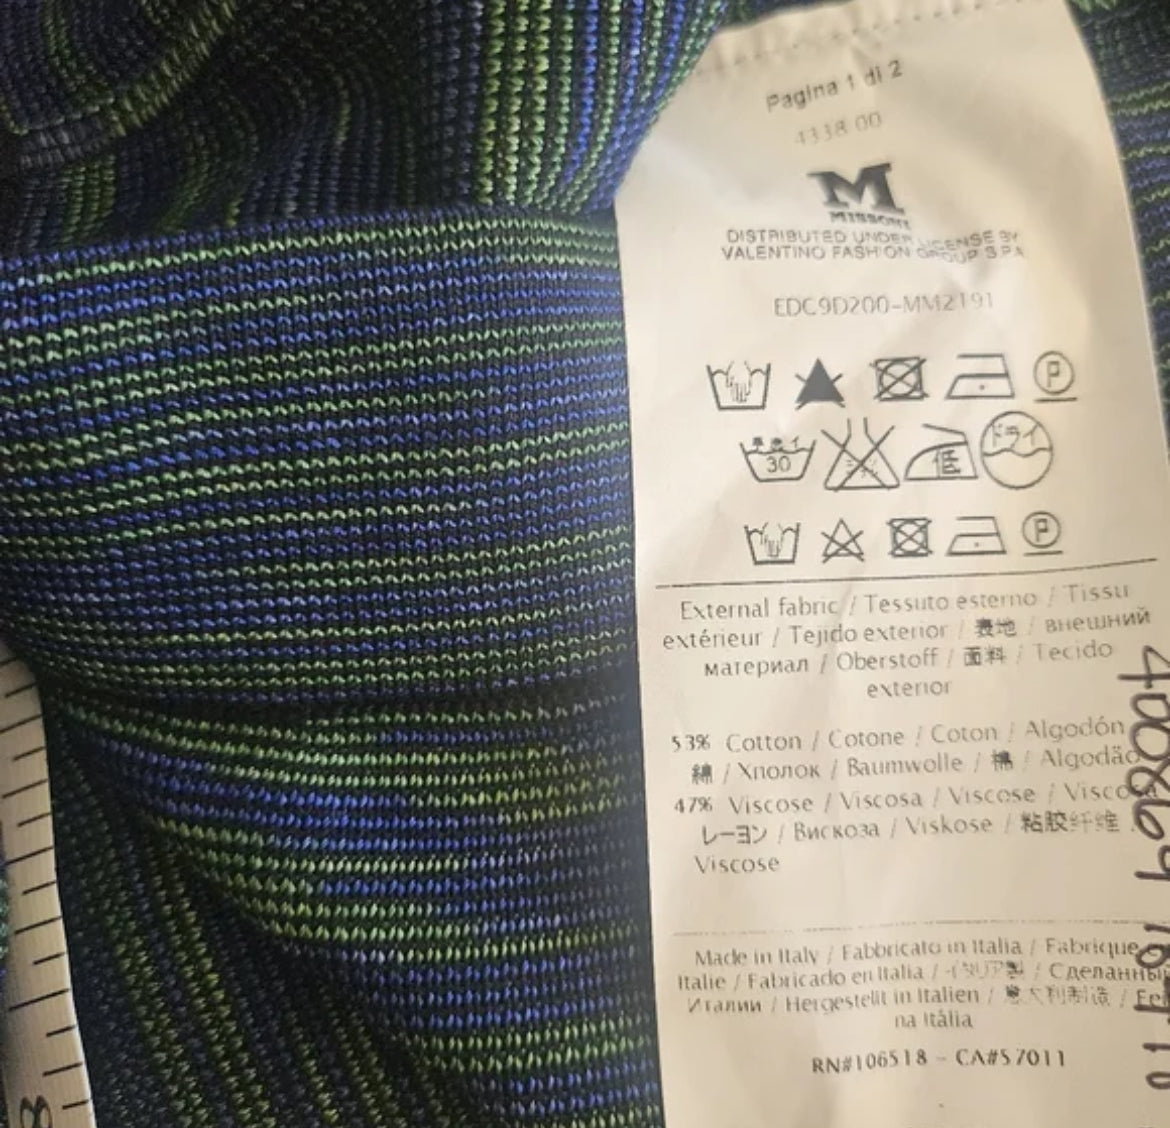 Pagina 1 di 2
4338 00
M
MISSONI
DISTRIBUTED UNDER LICENSE BY
VALENTINO FASHION GROUP S.P.A
EDC9D200-MM2191
P
30
低 ドライ
P
External fabric / Tessuto esterno / Tissu
extérieur / Tejido exterior / 表地 / внешний
материал / Oberstoff / 面料 / Tecido
exterior
53% Cotton / Cotone / Coton / Algodón
綿 / Хполок / Baumwolle / 棉 / Algodão
47% Viscose / Viscosa / Viscose / Viscosa
レーヨン / Вискоза / Viskose / 粘胶纤维
Viscose
Made in Italy / Fabbricato in Italia / Fabrique
Italie / Fabricado en Italia / イタリア製 / Сделанны
Италии / Hergestellt in Italien / 意大利制造
na Itália
RN#106518 - CA#57011
8